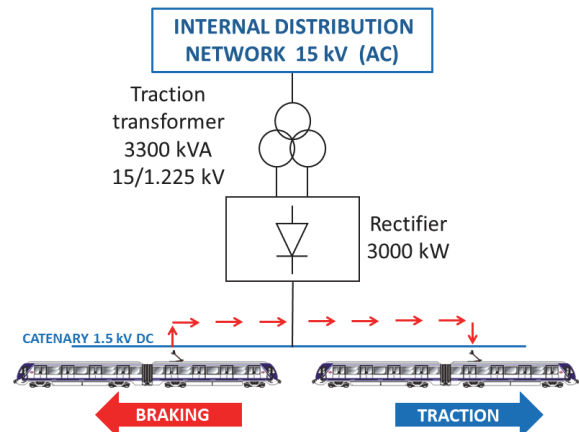 INTERNAL DISTRIBUTION
NETWORK 15 kV (AC)
Traction
transformer
3300 kVA
15/1.225 kV
Rectifier
3000 kW
CATENARY 1.5 kV DC
BRAKING
TRACTION